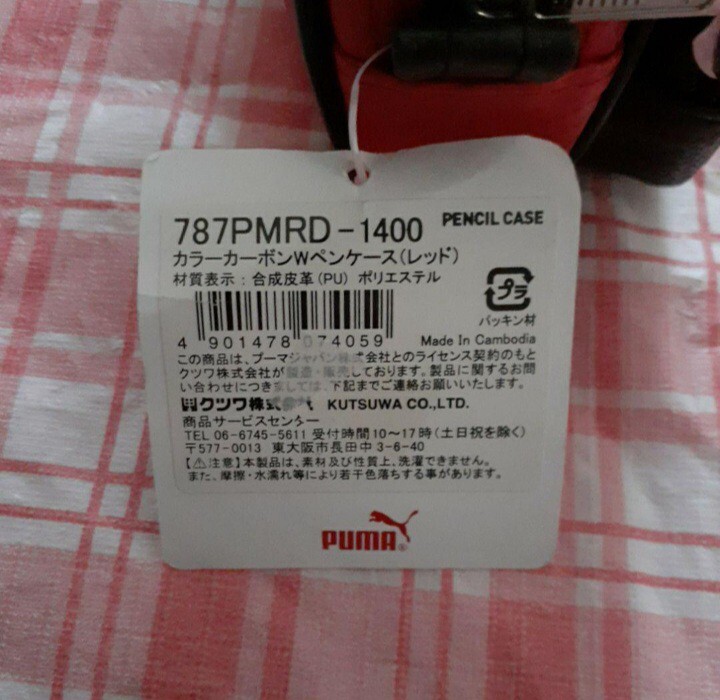 787PMRD-1400 PENCIL CASE
カラーカーボンWペンケース(レッド)
材質表示:合成皮革(PU) ポリエステル
プラ
パッキン材
4 901478 074059
Made In Cambodia
この商品は、プーマジャパン株式会社とのライセンス契約のもと
クツワ株式会社が製造・販売しております。製品に関するお問
い合わせにつきましては、下記までご連絡お願いいたします。
クツワ株式 KUTSUWA CO.,LTD.
商品サービスセンター
TEL 06-6745-5611 受付時間10～17時(土日祝を除く)
〒577-0013 東大阪市長田中3-6-40
【⚠注意】本製品は、素材及び性質上、洗濯できません。
また、摩擦・水濡れ等により若干色落ちする事があります。
PUMA®